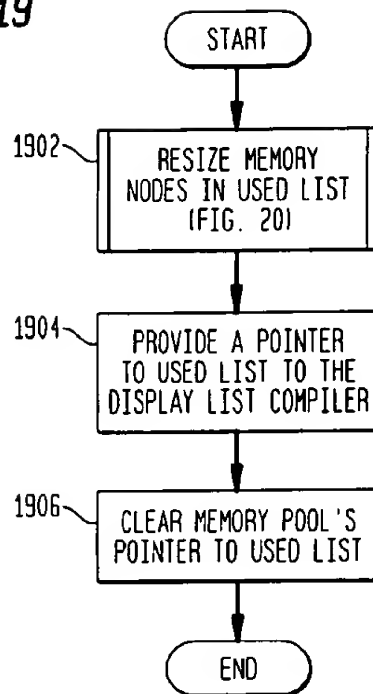 19
START
1902
RESIZE MEMORY
NODES IN USED LIST
(FIG. 20)
1904
PROVIDE A POINTER
TO USED LIST TO THE
DISPLAY LIST COMPILER
1906
CLEAR MEMORY POOL'S
POINTER TO USED LIST
END